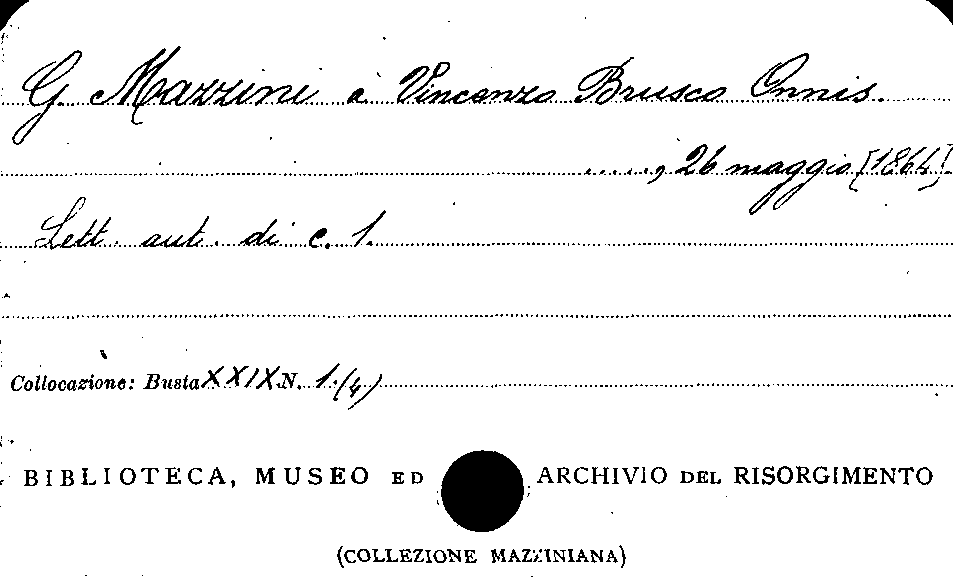 G. Mazzini a Vincenzo Brusco Onnis.
....., 26 maggio [1864].
Lett. aut. di c. 1.
Collocazione: Busta XXIX N. 1.(4)
BIBLIOTECA, MUSEO ED ARCHIVIO DEL RISORGIMENTO
(COLLEZIONE MAZZINIANA)